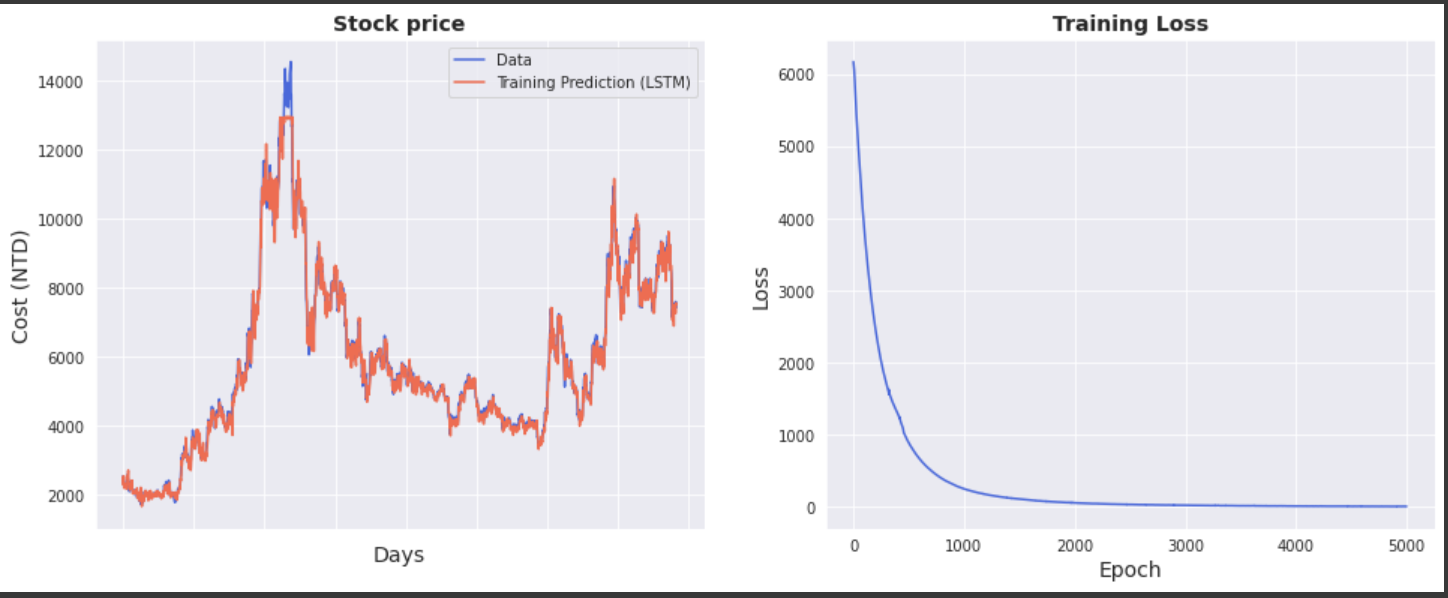 Stock price
Data
Training Prediction (LSTM)
14000
12000
10000
8000
6000
4000
2000
Cost (NTD)
Days
Training Loss
6000
5000
4000
3000
2000
1000
0
Loss
0 1000 2000 3000 4000 5000
Epoch